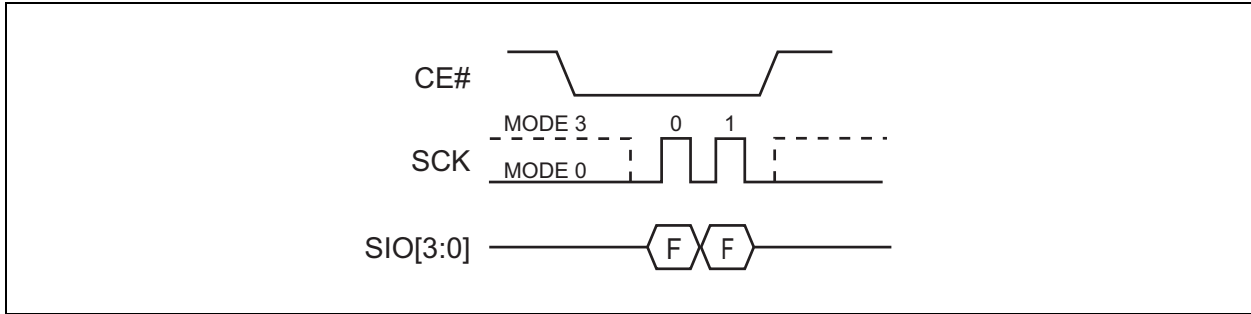 CE#
MODE 3 0 1
SCK
MODE 0
SIO[3:0] F F